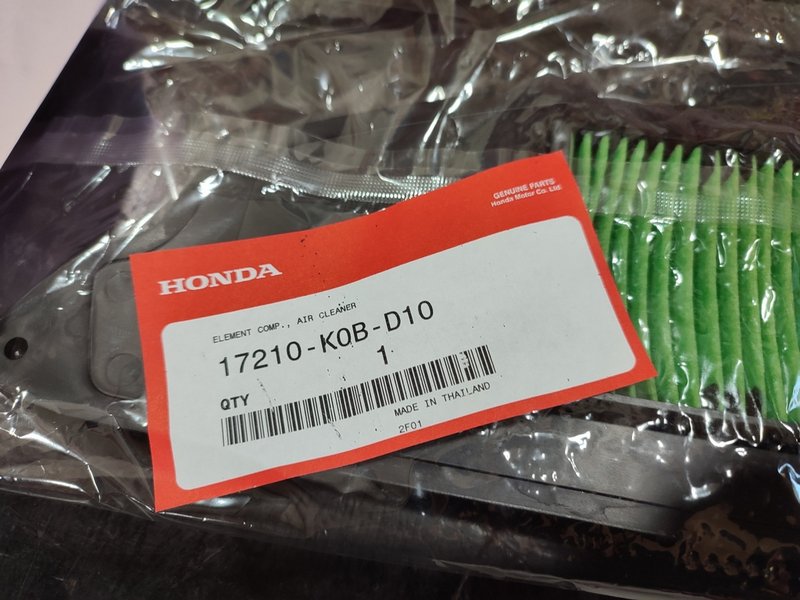 GENUINE PARTS
Honda Motor Co. Ltd
HONDA
ELEMENT COMP., AIR CLEANER
17210-K0B-D10
1
QTY
MADE IN THAILAND
2F01